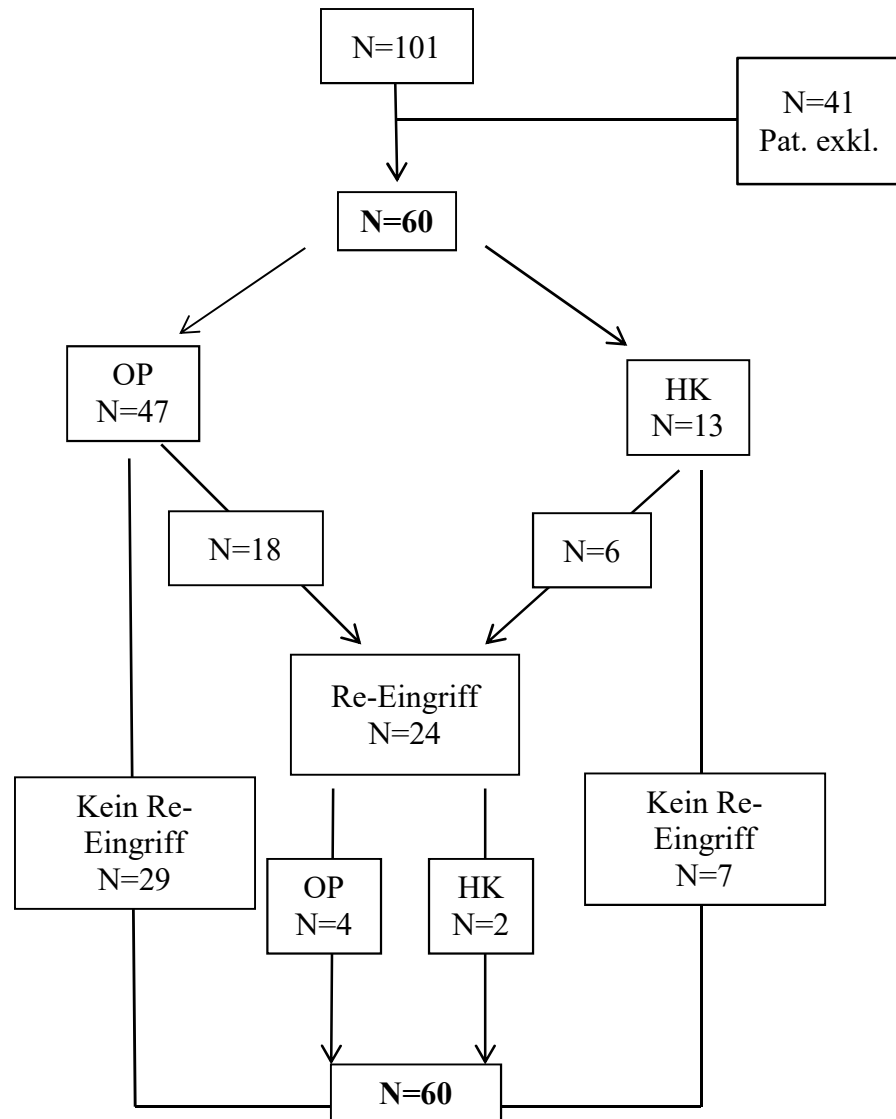 N=101
N=41
Pat. exkl.
N=60
OP
N=47
HK
N=13
N=18
N=6
Re-Eingriff
N=24
Kein Re-
Eingriff
N=29
Kein Re-
Eingriff
N=7
OP
N=4
HK
N=2
N=60